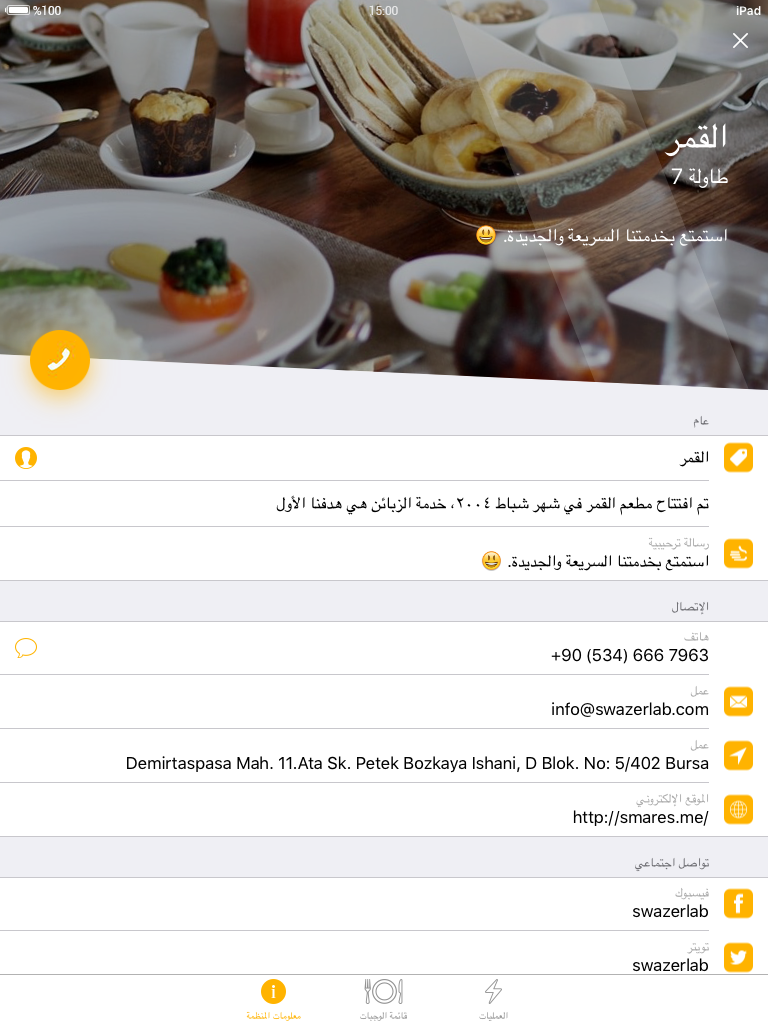 %100
15:00
iPad
القمر
طاولة 7
استمتع بخدمتنا السريعة والجديدة. 😃
عام
القمر
تم افتتاح مطعم القمر في شهر شباط ٢٠٠٤، خدمة الزبائن هي هدفنا الأول
رسالة ترحيبية
استمتع بخدمتنا السريعة والجديدة. 😃
الإتصال
هاتف
+90 (534) 666 7963
عمل
info@swazerlab.com
عمل
Demirtaspasa Mah. 11.Ata Sk. Petek Bozkaya Ishani, D Blok. No: 5/402 Bursa
الموقع الإلكتروني
http://smares.me/
تواصل اجتماعي
فيسبوك
swazerlab
تويتر
swazerlab
العمليات
قائمة الوجبات
معلومات المنظمة